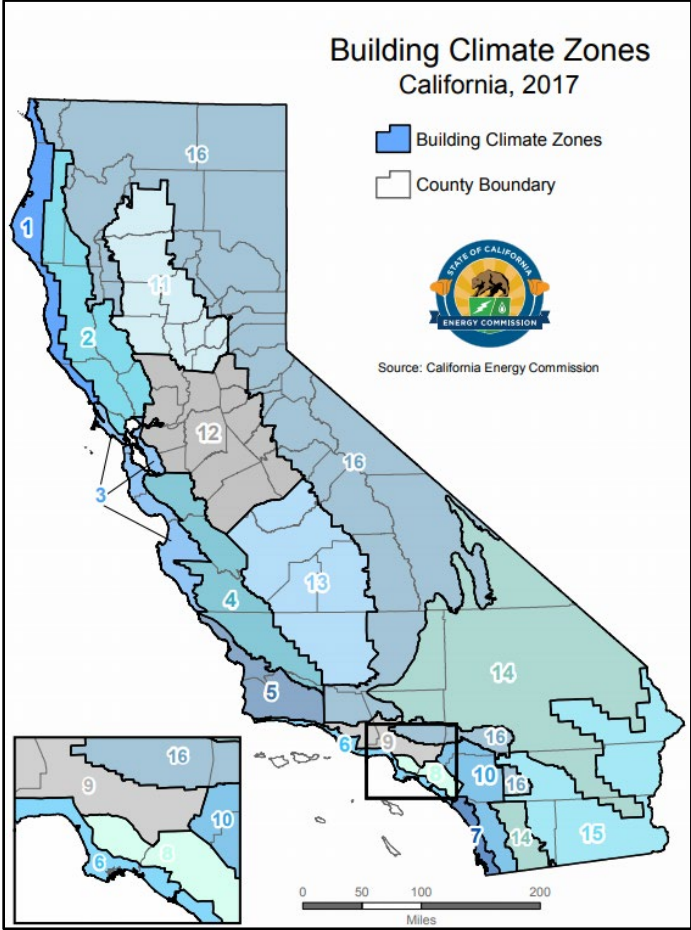 Building Climate Zones
California, 2017
Building Climate Zones
County Boundary
STATE OF CALIFORNIA
ENERGY COMMISSION
Source: California Energy Commission
16
1
11
2
12
16
3
13
4
14
5
6
9
16
8
10
16
7
14
15
16
9
10
8
6
0 50 100 200
Miles